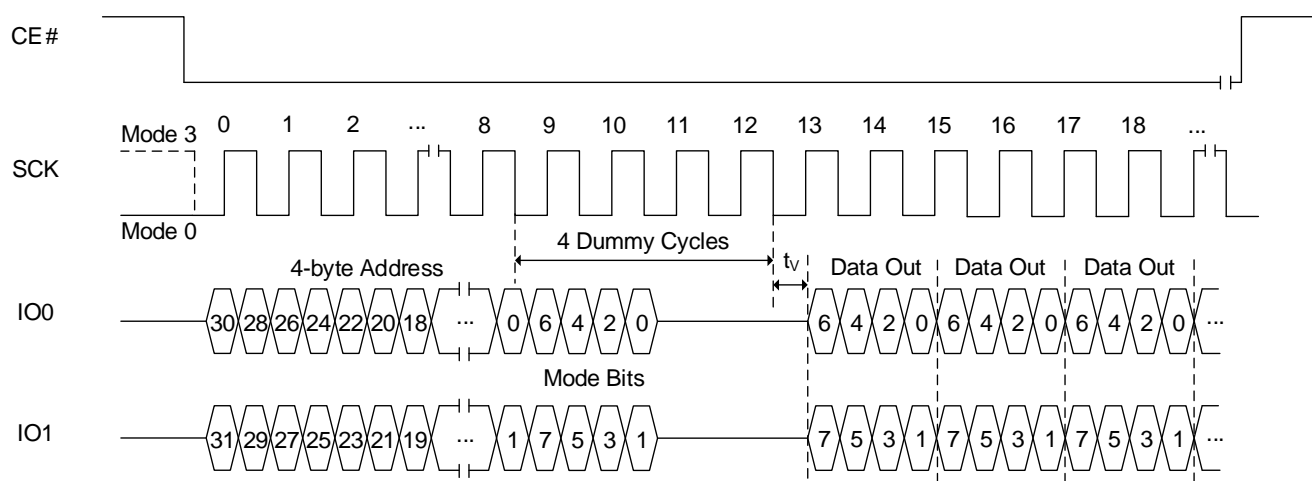 CE#
0 1 2 ... 8 9 10 11 12 13 14 15 16 17 18 ...
Mode 3
SCK
Mode 0
4 Dummy Cycles
4-byte Address
tV
Data Out Data Out Data Out
IO0
30 28 26 24 22 20 18 ... 0 6 4 2 0 6 4 2 0 6 4 2 0 6 4 2 0 ...
Mode Bits
IO1
31 29 27 25 23 21 19 ... 1 7 5 3 1 7 5 3 1 7 5 3 1 7 5 3 1 ...